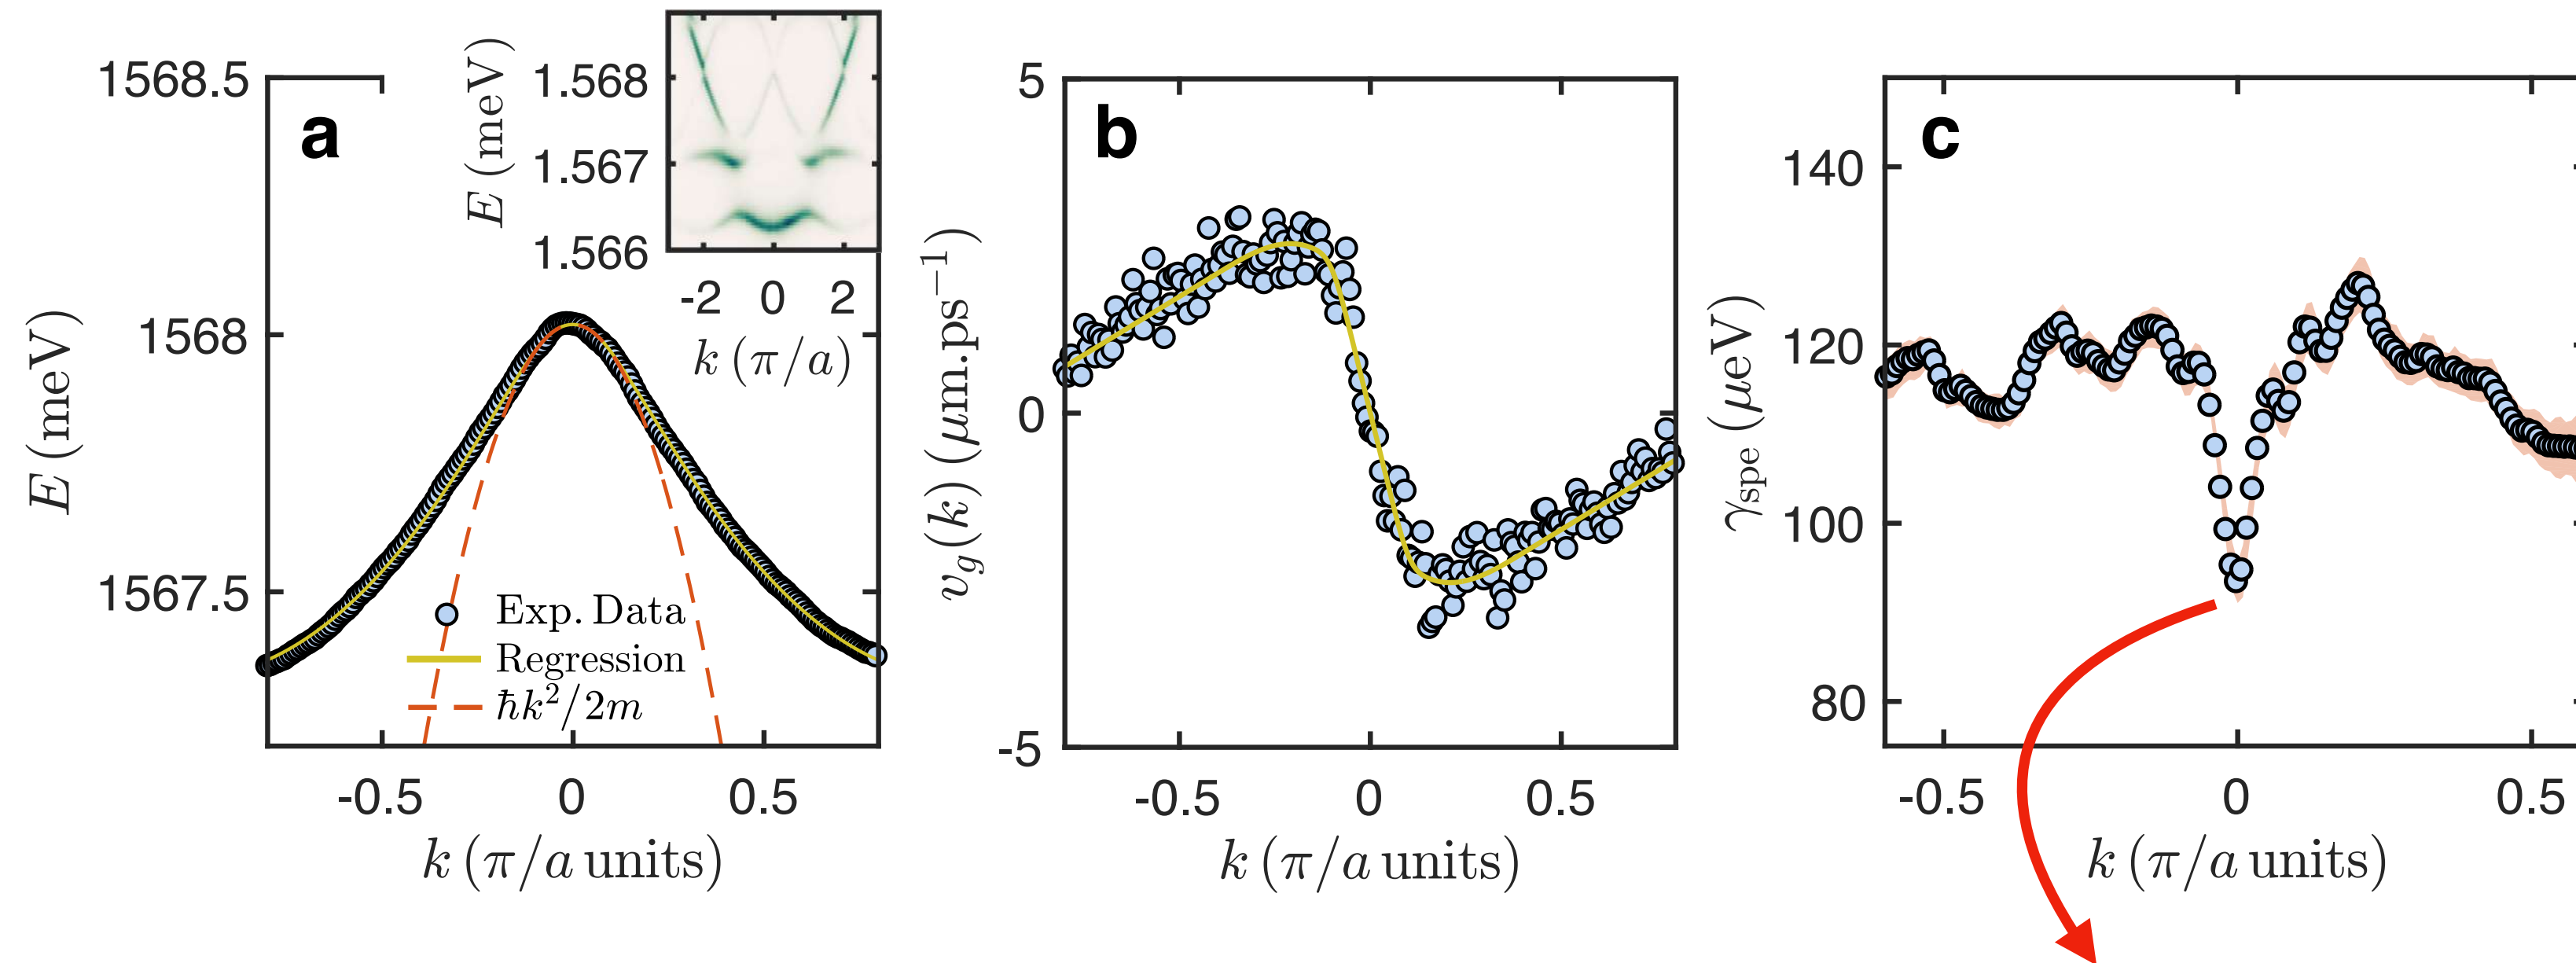 a
1568.5
1568
1567.5
E (meV)
-0.5 0 0.5
k (π/a units)
Exp. Data
Regression
ħk²/2m
E (meV)
1.568
1.567
1.566
-2 0 2
k (π/a)
b
5
0
-5
v_g(k) (μm.ps⁻¹)
-0.5 0 0.5
k (π/a units)
c
140
120
100
80
γ_spe (μeV)
-0.5 0 0.5
k (π/a units)